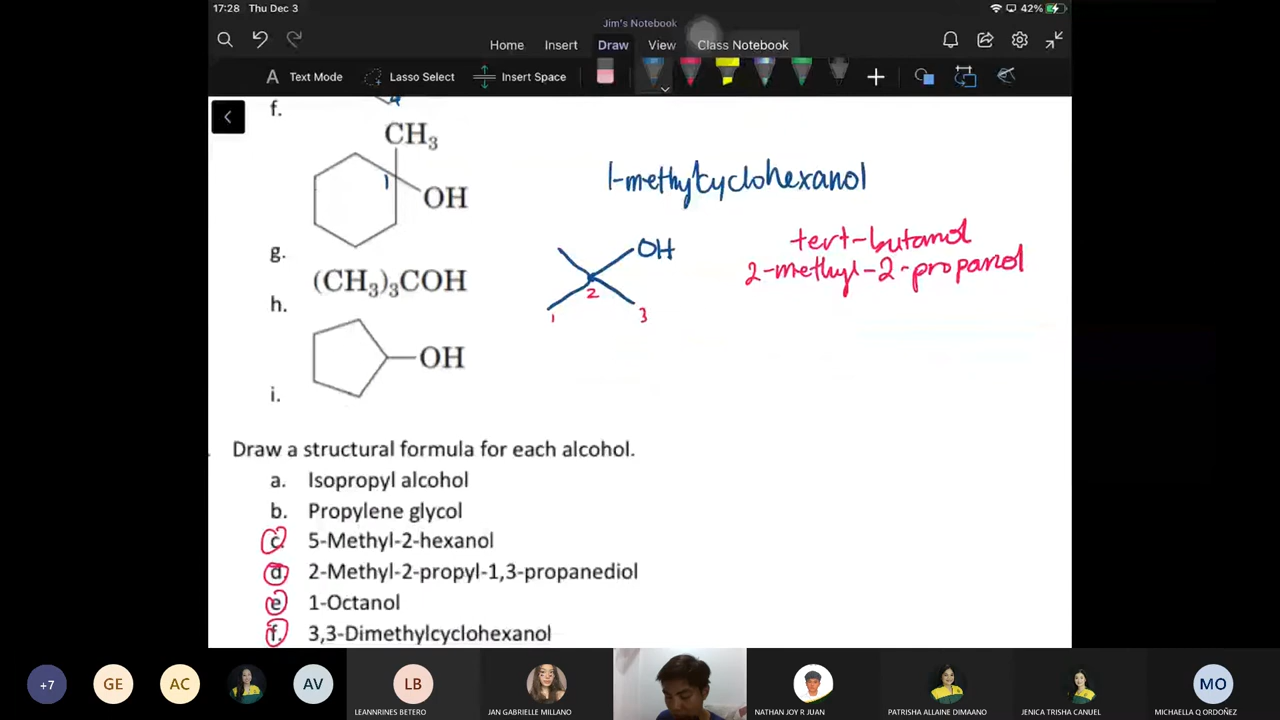 17:28 Thu Dec 3
42%
Jim's Notebook
Home Insert Draw View Class Notebook
Text Mode Lasso Select Insert Space
f.
4
CH3
1
OH
1-methylcyclohexanol
g.
OH
tert-butanol
2-methyl-2-propanol
(CH3)3COH
2
1
3
h.
OH
i.
Draw a structural formula for each alcohol.
a. Isopropyl alcohol
b. Propylene glycol
c. 5-Methyl-2-hexanol
d. 2-Methyl-2-propyl-1,3-propanediol
e. 1-Octanol
f. 3,3-Dimethylcyclohexanol
+7 GE AC AV LB MO
LEANNRINES BETERO JAN GABRIELLE MILLANO NATHAN JOY R JUAN PATRISHA ALLAINE DIMAANO JENICA TRISHA CANUEL MICHAELLA Q ORDOÑEZ